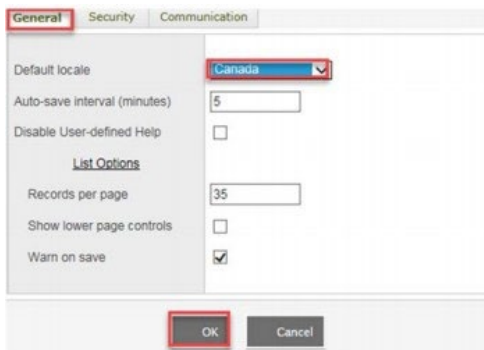 General Security Communication
Default locale Canada
Auto-save interval (minutes) 5
Disable User-defined Help
List Options
Records per page 35
Show lower page controls
Warn on save
OK Cancel